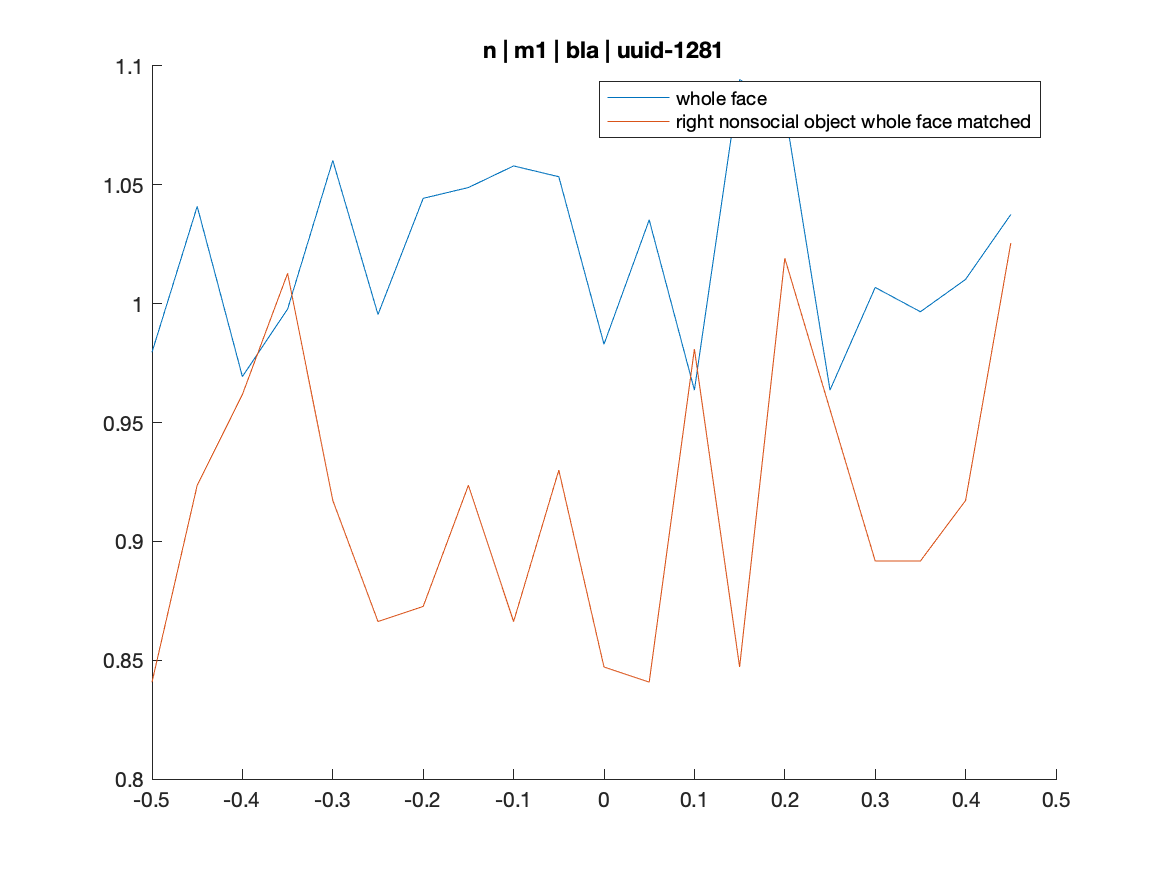 n | m1 | bla | uuid-1281
1.1
whole face
right nonsocial object whole face matched
1.05
1
0.95
0.9
0.85
0.8
-0.5 -0.4 -0.3 -0.2 -0.1 0 0.1 0.2 0.3 0.4 0.5